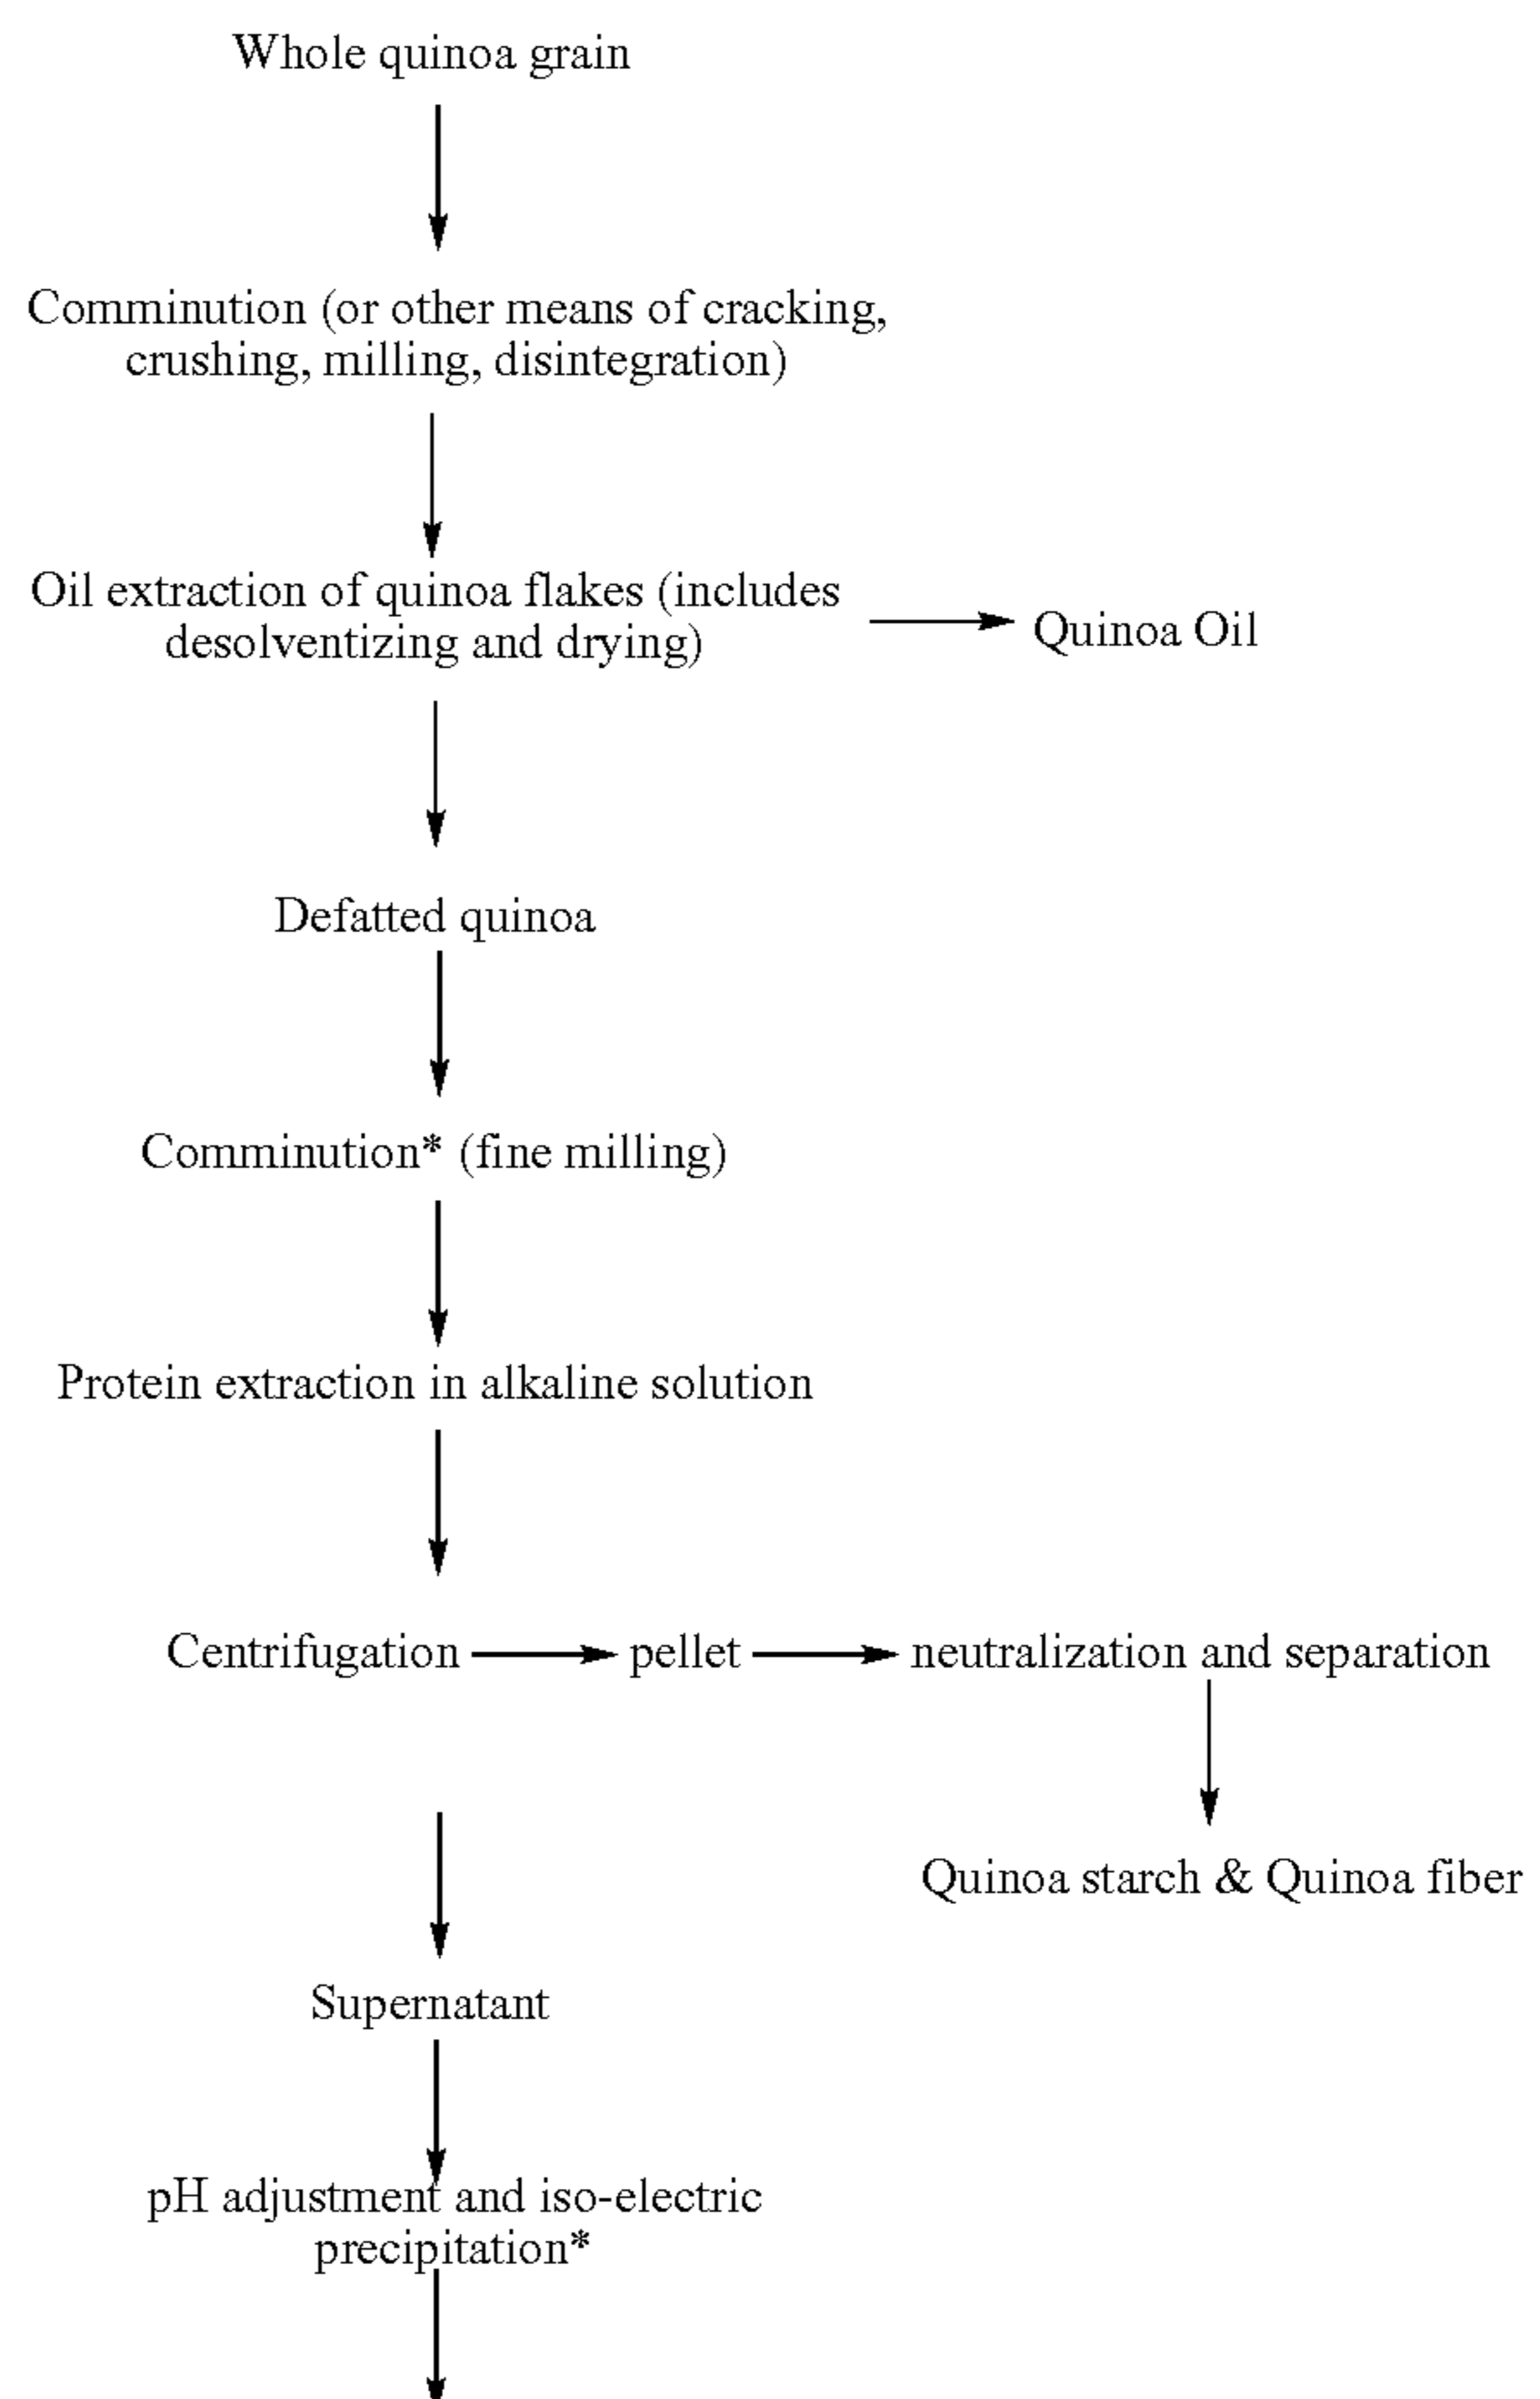 Whole quinoa grain
Comminution (or other means of cracking,
crushing, milling, disintegration)
Oil extraction of quinoa flakes (includes
desolventizing and drying)
Quinoa Oil
Defatted quinoa
Comminution* (fine milling)
Protein extraction in alkaline solution
Centrifugation
pellet
neutralization and separation
Quinoa starch & Quinoa fiber
Supernatant
pH adjustment and iso-electric
precipitation*